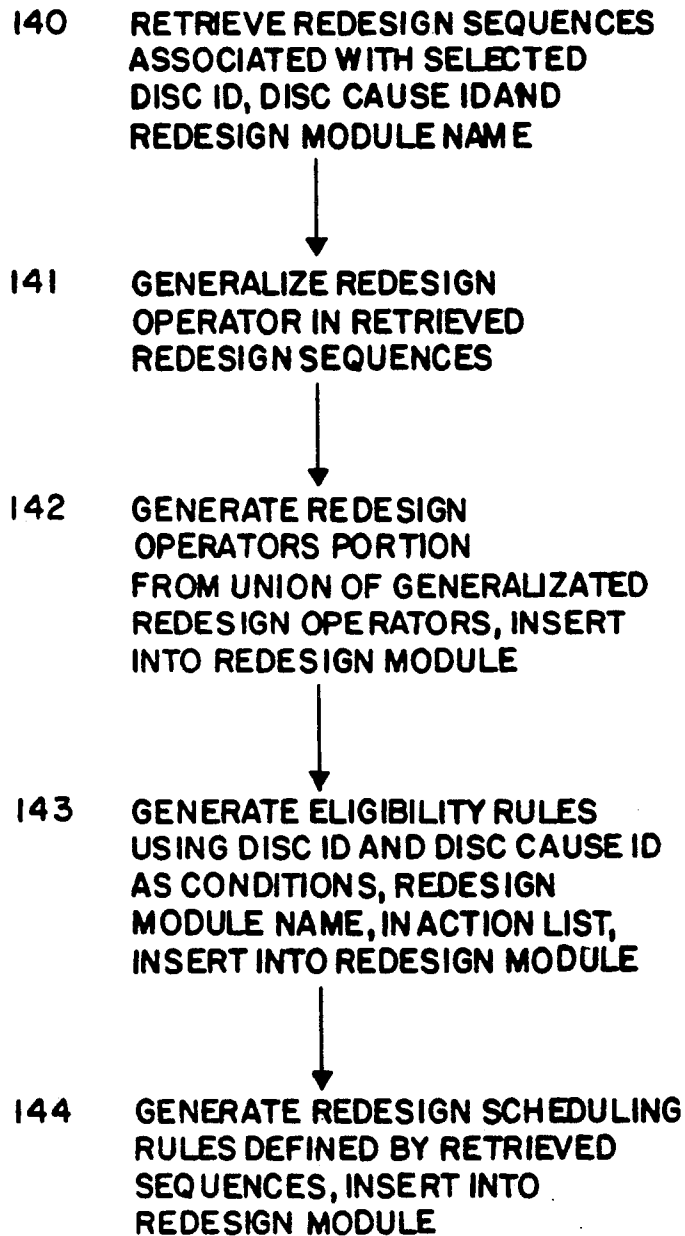 140 RETRIEVE REDESIGN SEQUENCES
ASSOCIATED WITH SELECTED
DISC ID, DISC CAUSE ID AND
REDESIGN MODULE NAME
141 GENERALIZE REDESIGN
OPERATOR IN RETRIEVED
REDESIGN SEQUENCES
142 GENERATE REDESIGN
OPERATORS PORTION
FROM UNION OF GENERALIZATED
REDESIGN OPERATORS, INSERT
INTO REDESIGN MODULE
143 GENERATE ELIGIBILITY RULES
USING DISC ID AND DISC CAUSE ID
AS CONDITIONS, REDESIGN
MODULE NAME, IN ACTION LIST,
INSERT INTO REDESIGN MODULE
144 GENERATE REDESIGN SCHEDULING
RULES DEFINED BY RETRIEVED
SEQUENCES, INSERT INTO
REDESIGN MODULE